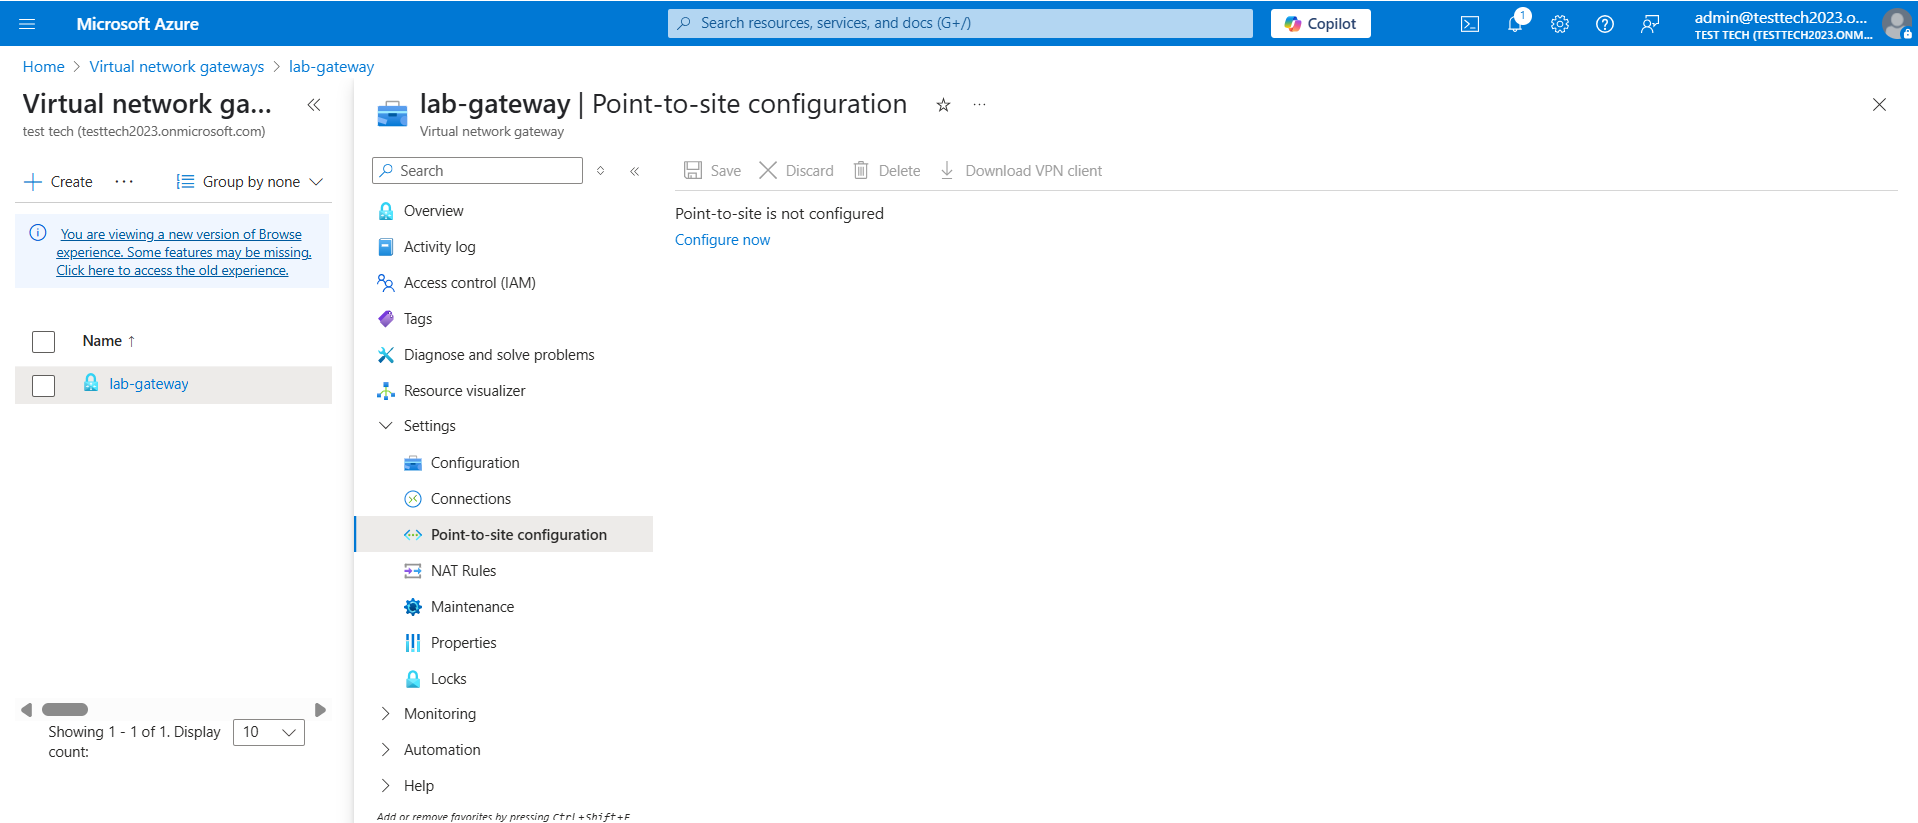 Microsoft Azure
Search resources, services, and docs (G+/)
Copilot
1
admin@testtech2023.o...
TEST TECH (TESTTECH2023.ONM...
Home > Virtual network gateways > lab-gateway
Virtual network ga...
test tech (testtech2023.onmicrosoft.com)
Create
Group by none
You are viewing a new version of Browse
experience. Some features may be missing.
Click here to access the old experience.
Name ↑
lab-gateway
Showing 1 - 1 of 1. Display
count:
10
lab-gateway | Point-to-site configuration
Virtual network gateway
Search
Overview
Activity log
Access control (IAM)
Tags
Diagnose and solve problems
Resource visualizer
Settings
Configuration
Connections
Point-to-site configuration
NAT Rules
Maintenance
Properties
Locks
Monitoring
Automation
Help
Add or remove favorites by pressing Ctrl+Shift+F
Save
Discard
Delete
Download VPN client
Point-to-site is not configured
Configure now